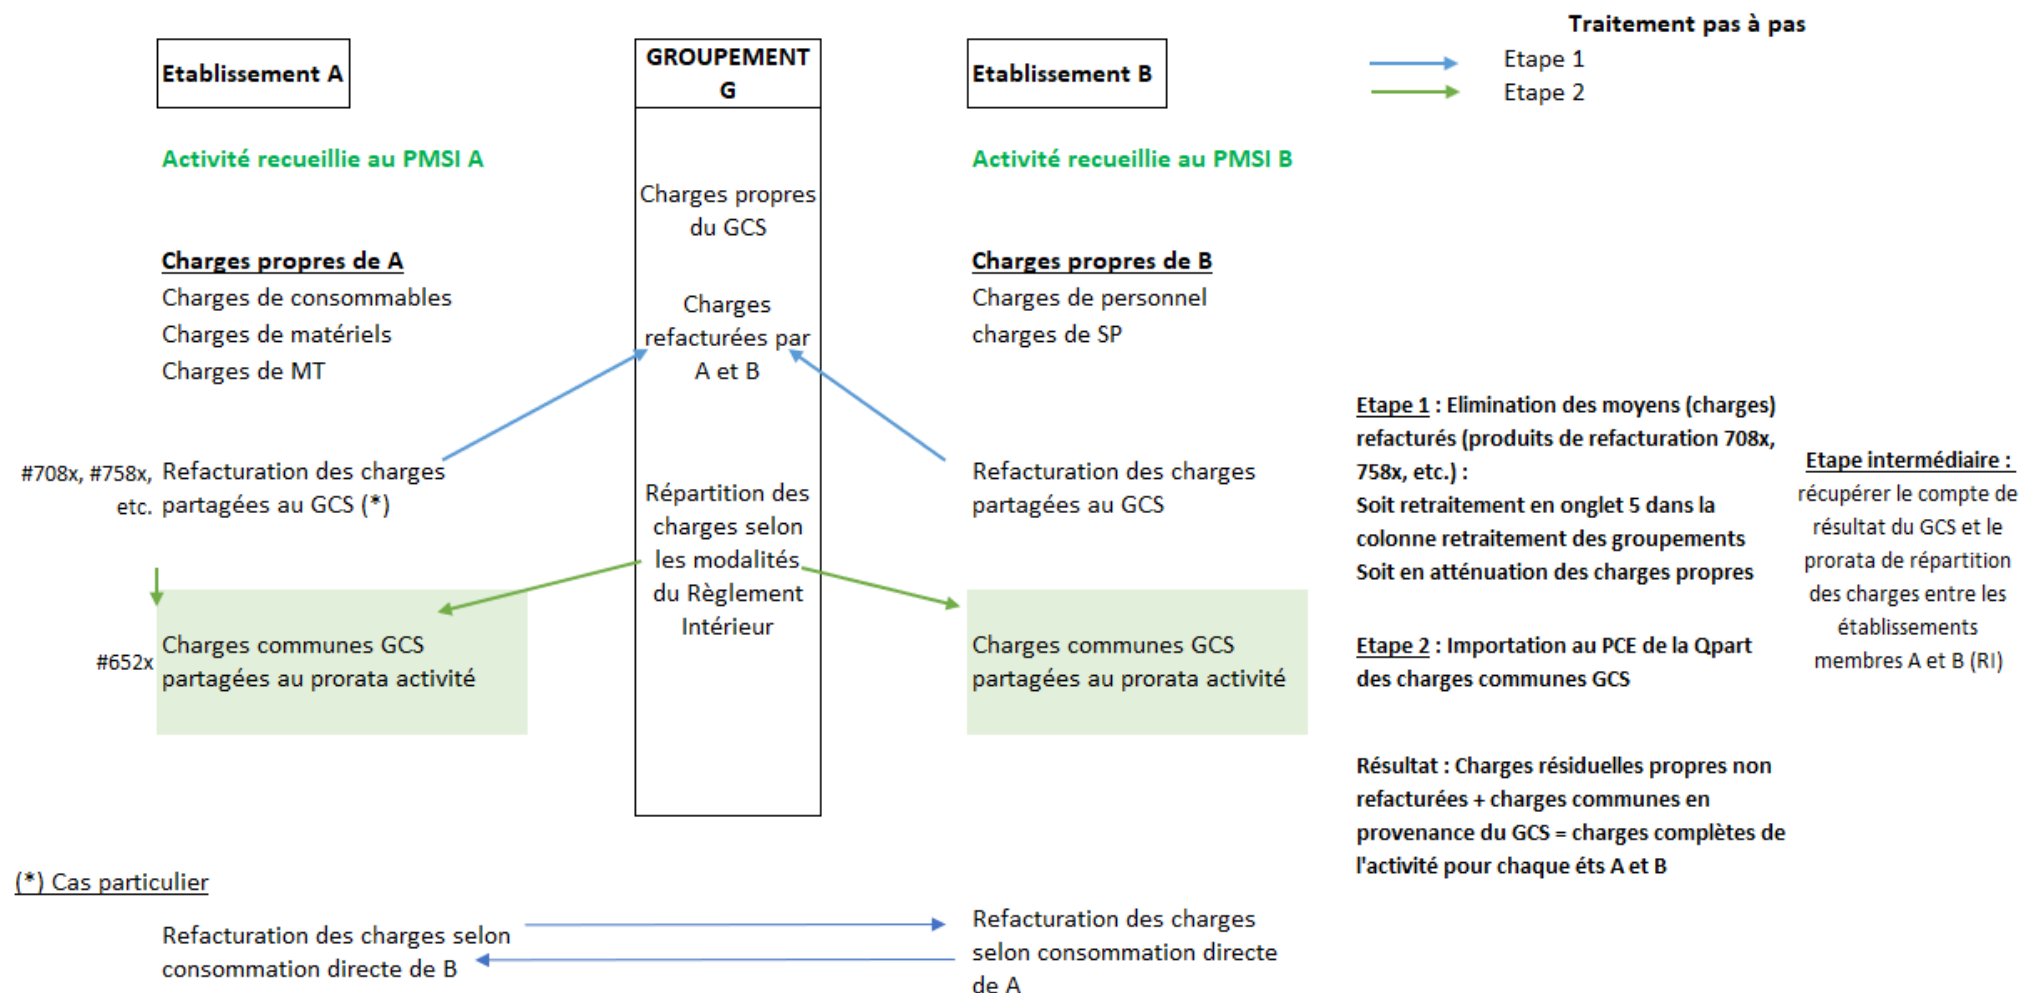 Traitement pas à pas
Etape 1
Etape 2
Etablissement A
GROUPEMENT
G
Etablissement B
Activité recueillie au PMSI A
Activité recueillie au PMSI B
Charges propres
du GCS
Charges propres de A
Charges de consommables
Charges de matériels
Charges de MT
Charges
refacturées par
A et B
Charges propres de B
Charges de personnel
charges de SP
#708x, #758x,
etc.
Refacturation des charges
partagées au GCS (*)
Répartition des
charges selon
les modalités
du Règlement
Intérieur
Refacturation des charges
partagées au GCS
#652x
Charges communes GCS
partagées au prorata activité
Charges communes GCS
partagées au prorata activité
Etape 1 : Elimination des moyens (charges)
refacturés (produits de refacturation 708x,
758x, etc.) :
Soit retraitement en onglet 5 dans la
colonne retraitement des groupements
Soit en atténuation des charges propres
Etape 2 : Importation au PCE de la Qpart
des charges communes GCS
Résultat : Charges résiduelles propres non
refacturées + charges communes en
provenance du GCS = charges complètes de
l'activité pour chaque éts A et B
Etape intermédiaire :
récupérer le compte de
résultat du GCS et le
prorata de répartition
des charges entre les
établissements
membres A et B (RI)
(*) Cas particulier
Refacturation des charges selon
consommation directe de B
Refacturation des charges
selon consommation directe
de A